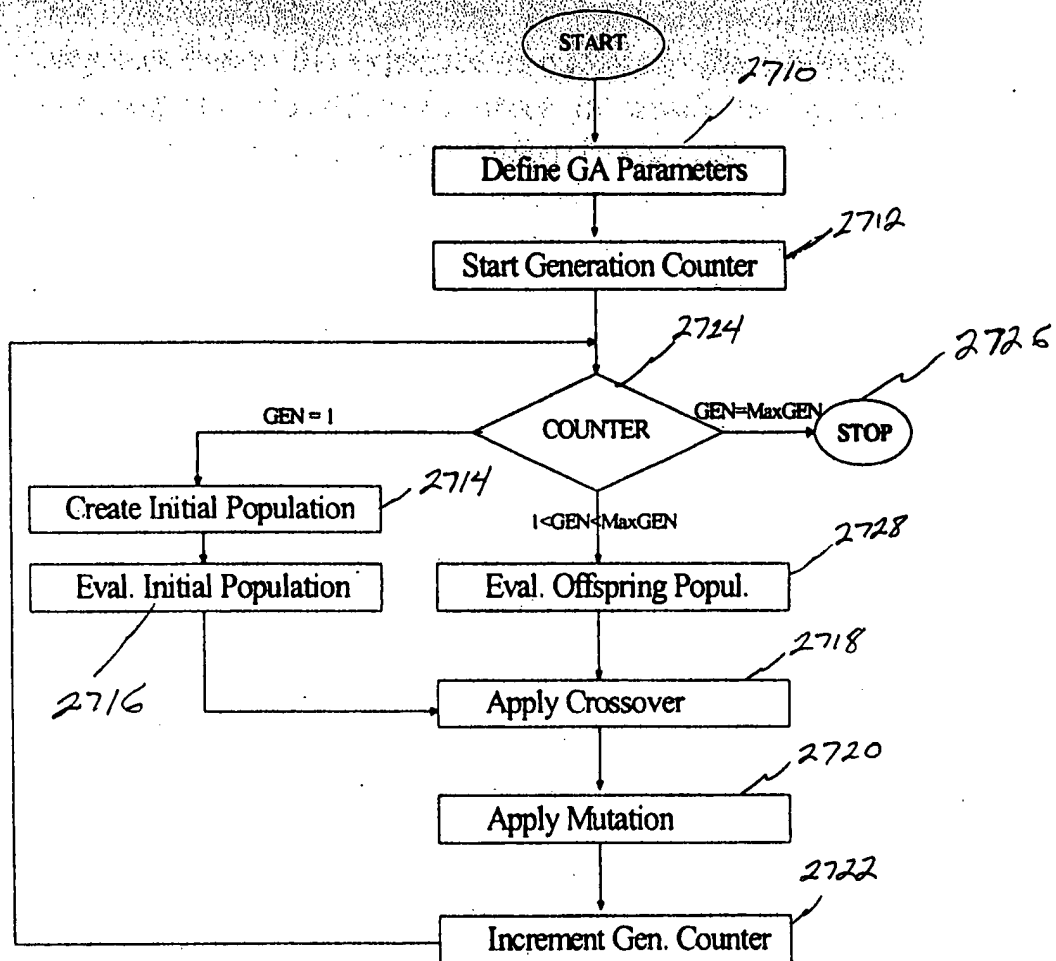 START
2710
Define GA Parameters
2712
Start Generation Counter
2724
2726
GEN = 1
COUNTER
GEN=MaxGEN
STOP
2714
Create Initial Population
1<GEN<MaxGEN
2728
Eval. Initial Population
Eval. Offspring Popul.
2718
2716
Apply Crossover
2720
Apply Mutation
2722
Increment Gen. Counter